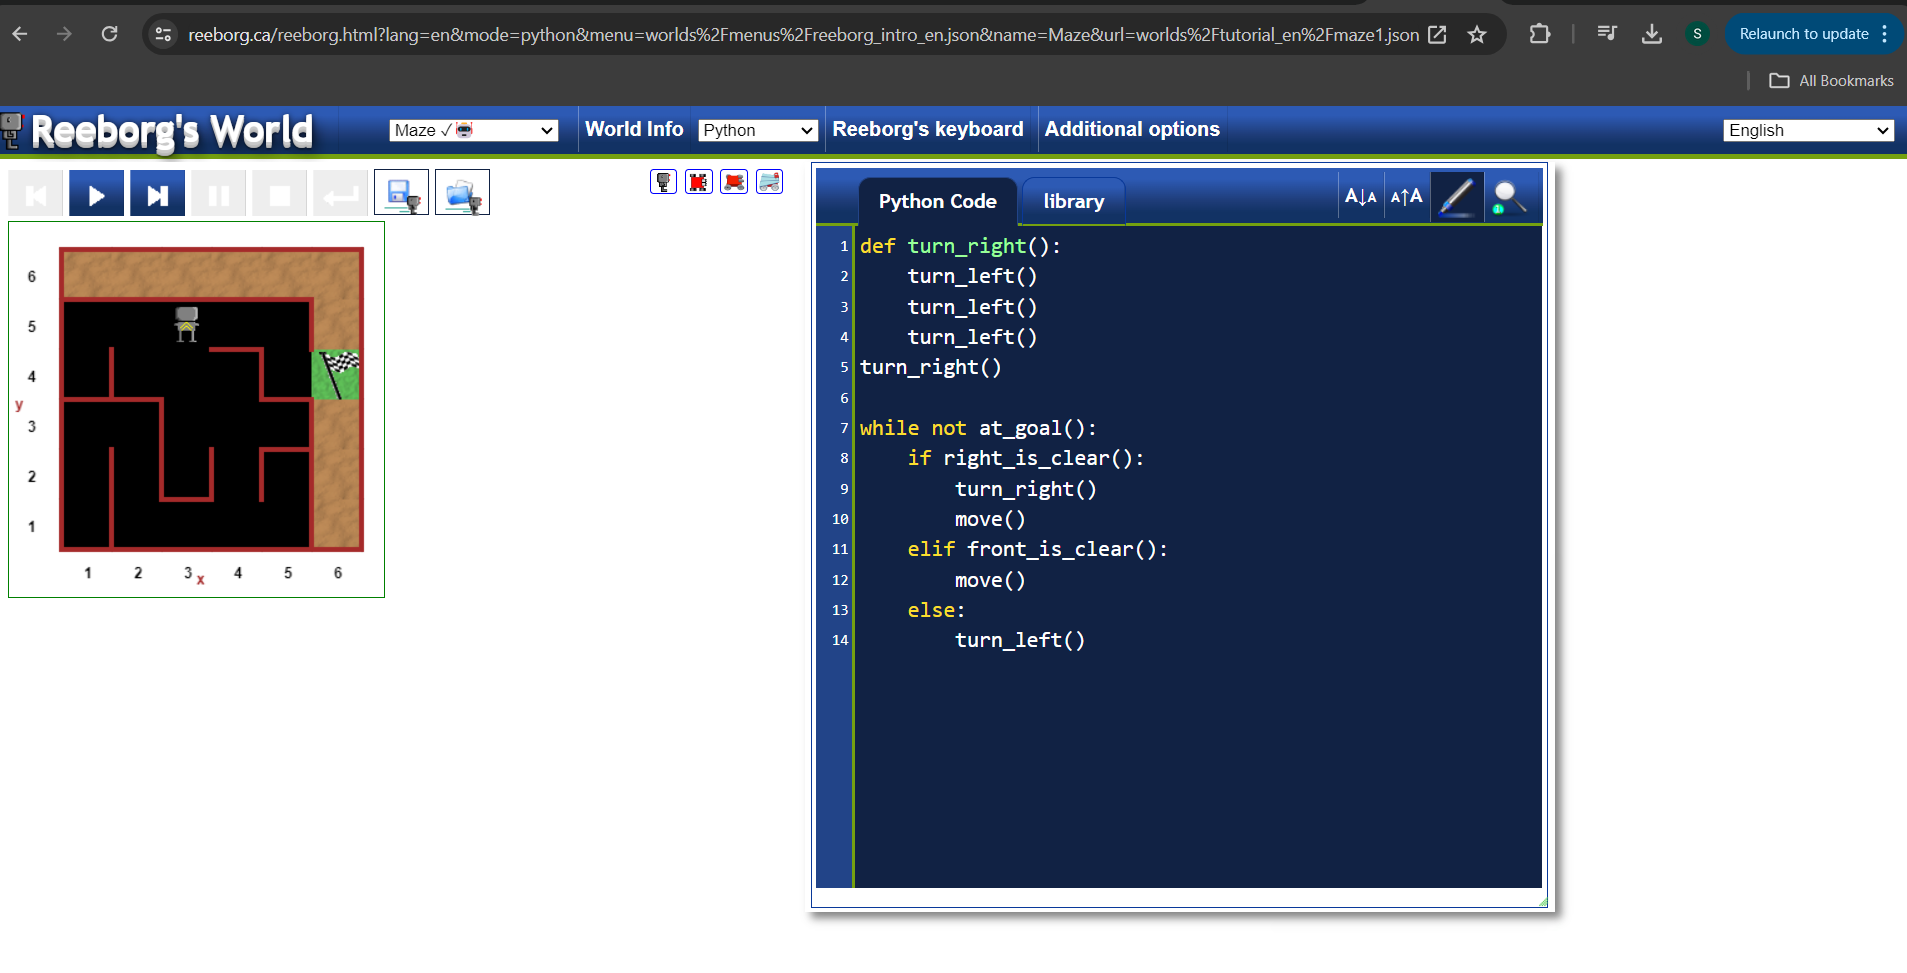 reeborg.ca/reeborg.html?lang=en&mode=python&menu=worlds%2Fmenus%2Freeborg_intro_en.json&name=Maze&url=worlds%2Ftutorial_en%2Fmaze1.json
S
Relaunch to update
All Bookmarks
Reeborg's World
Maze ✓🤖
World Info
Python
Reeborg's keyboard
Additional options
English
Python Code
library
A↓A
A↑A
1 def turn_right():
2 turn_left()
3 turn_left()
4 turn_left()
5 turn_right()
6
7 while not at_goal():
8 if right_is_clear():
9 turn_right()
10 move()
11 elif front_is_clear():
12 move()
13 else:
14 turn_left()
6
5
4
y
3
2
1
1 2 3 x 4 5 6